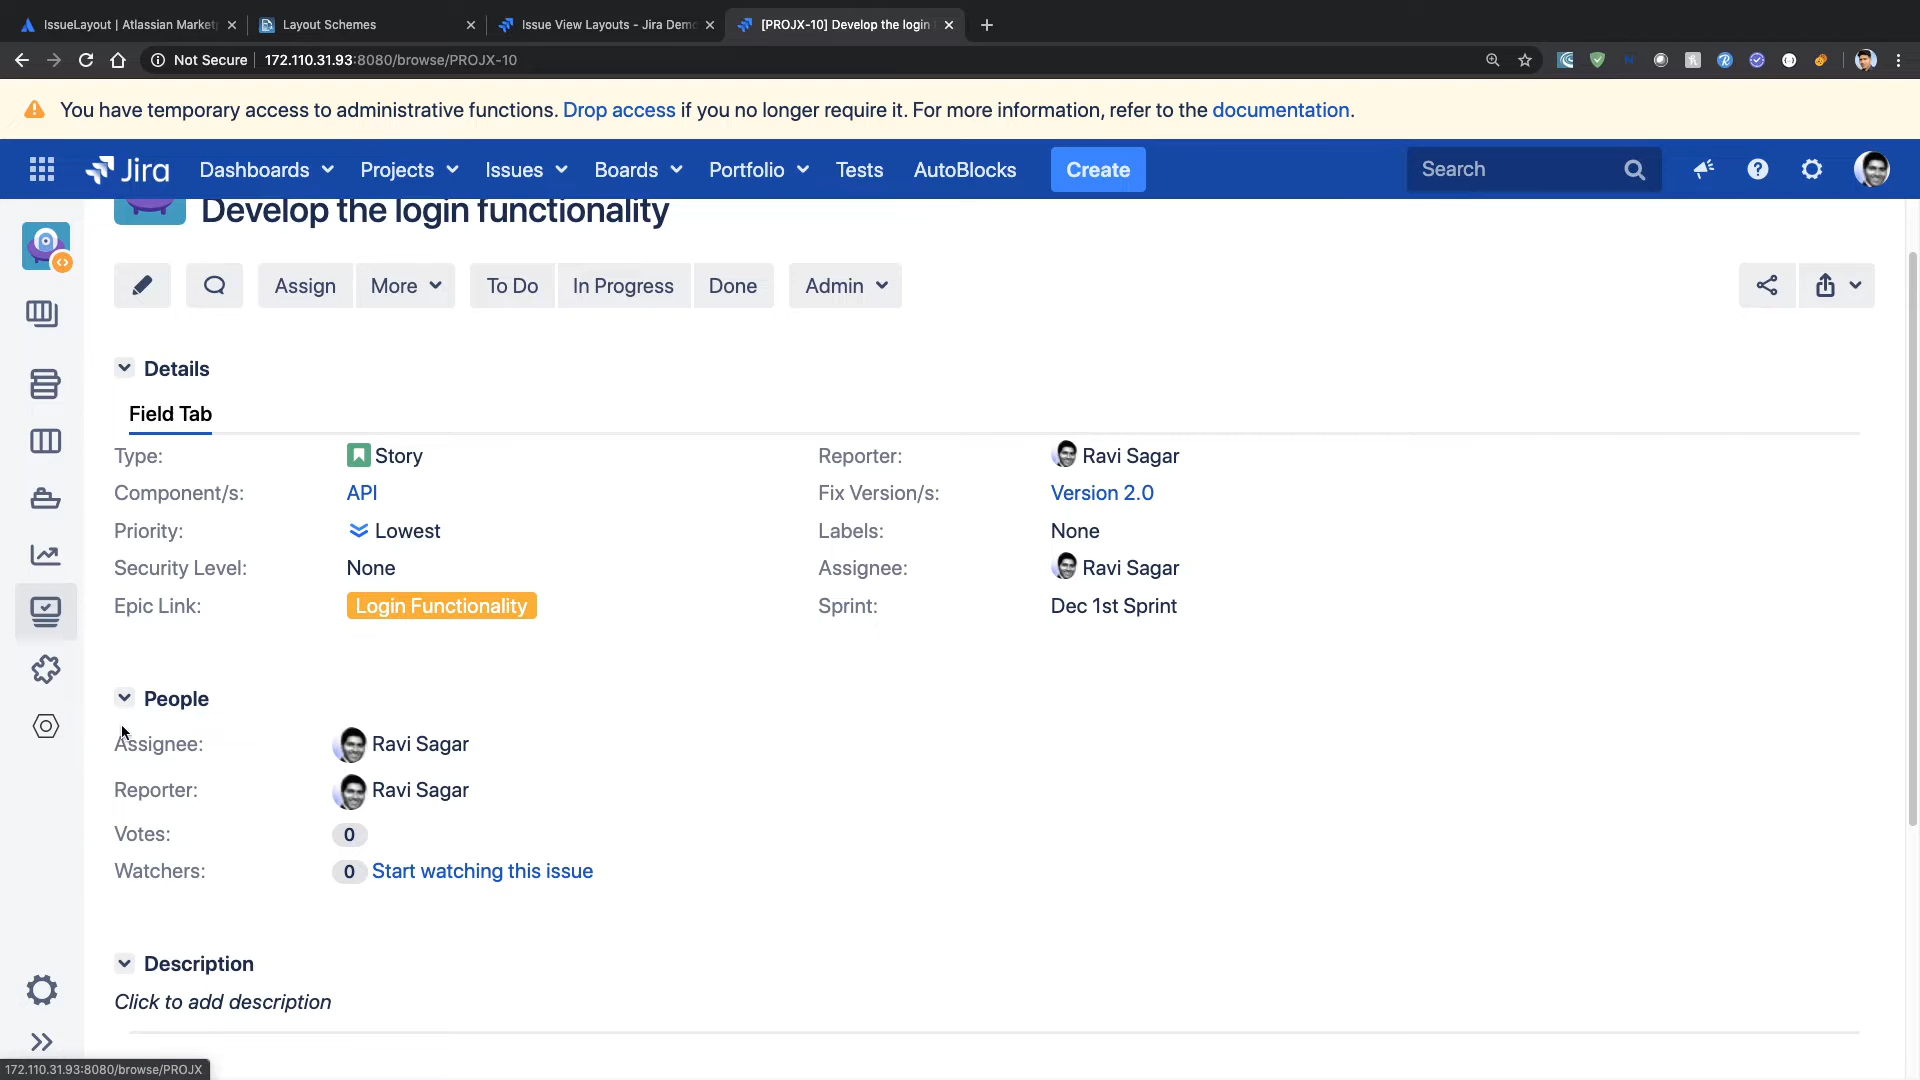 IssueLayout | Atlassian Market
Layout Schemes
Issue View Layouts - Jira Demo
[PROJX-10] Develop the login
Not Secure
172.110.31.93:8080/browse/PROJX-10
You have temporary access to administrative functions. Drop access if you no longer require it. For more information, refer to the documentation.
Jira
Dashboards
Projects
Issues
Boards
Portfolio
Tests
AutoBlocks
Create
Search
Develop the login functionality
Assign
More
To Do
In Progress
Done
Admin
Details
Field Tab
Type: Story
Reporter: Ravi Sagar
Component/s: API
Fix Version/s: Version 2.0
Priority: Lowest
Labels: None
Security Level: None
Assignee: Ravi Sagar
Epic Link: Login Functionality
Sprint: Dec 1st Sprint
People
Assignee: Ravi Sagar
Reporter: Ravi Sagar
Votes: 0
Watchers: 0 Start watching this issue
Description
Click to add description
172.110.31.93:8080/browse/PROJX